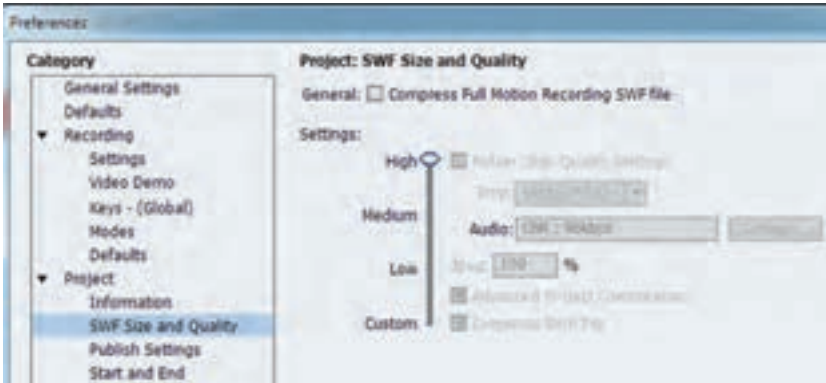 Preferences
Category
General Settings
Defaults
Recording
Settings
Video Demo
Keys - (Global)
Modes
Defaults
Project
Information
SWF Size and Quality
Publish Settings
Start and End
Project: SWF Size and Quality
General: Compress Full Motion Recording SWF file
Settings:
High
Medium
Audio:
Low
%
Custom